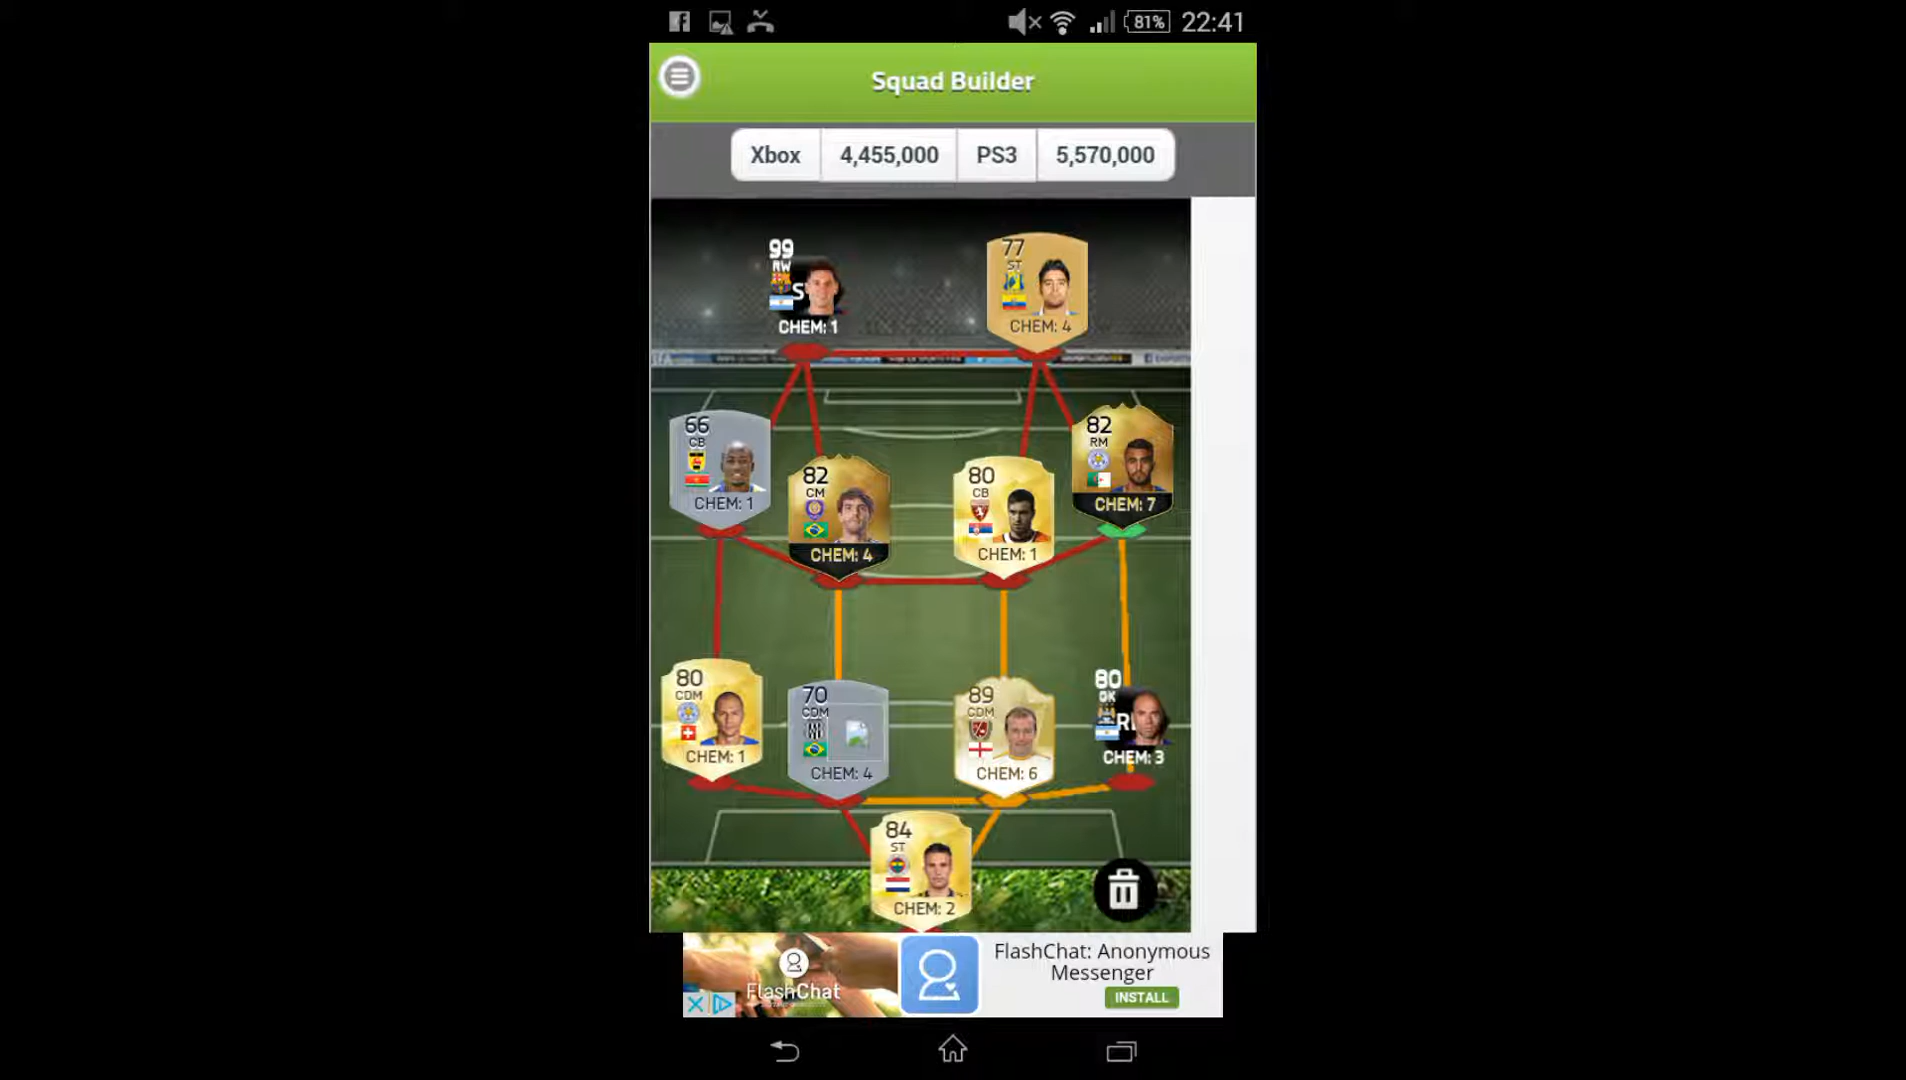 81% 22:41
Squad Builder
Xbox 4,455,000 PS3 5,570,000
99
RW
CHEM: 1
77
ST
CHEM: 4
66
CB
CHEM: 1
82
CM
CHEM: 4
80
CB
CHEM: 1
82
RM
CHEM: 7
80
CDM
CHEM: 1
70
CDM
CHEM: 4
89
CDM
CHEM: 6
80
GK
CHEM: 3
84
ST
CHEM: 2
FlashChat
FlashChat: Anonymous
Messenger
INSTALL